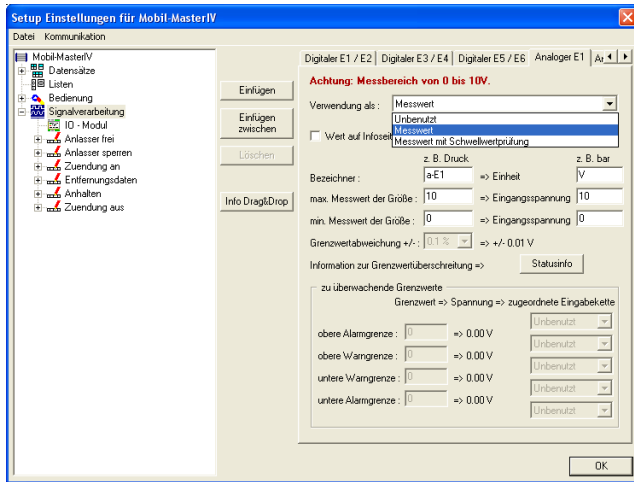 Setup Einstellungen für Mobil-MasterIV
Datei Kommunikation
Mobil-MasterIV
Datensätze
Listen
Bedienung
Signalverarbeitung
IO - Modul
Anlasser frei
Anlasser sperren
Zuendung an
Entfernungsdaten
Anhalten
Zuendung aus
Einfügen
Einfügen zwischen
Löschen
Info Drag&Drop
Digitaler E1 / E2 Digitaler E3 / E4 Digitaler E5 / E6 Analoger E1
Achtung: Messbereich von 0 bis 10V.
Verwendung als : Messwert
Unbenutzt
Messwert
Messwert mit Schwellwertprüfung
Wert auf Infoseit
z. B. Druck z. B. bar
Bezeichner : a-E1 => Einheit V
max. Messwert der Größe : 10 => Eingangsspannung 10
min. Messwert der Größe : 0 => Eingangsspannung 0
Grenzwertabweichung +/- : 0.1 % => +/- 0.01 V
Information zur Grenzwertüberschreitung => Statusinfo
zu überwachende Grenzwerte
Grenzwert => Spannung => zugeordnete Eingabekette
Unbenutzt
obere Alarmgrenze : 0 => 0.00 V
Unbenutzt
obere Warngrenze : 0 => 0.00 V
Unbenutzt
untere Warngrenze : 0 => 0.00 V
Unbenutzt
untere Alarmgrenze : 0 => 0.00 V
Unbenutzt
OK